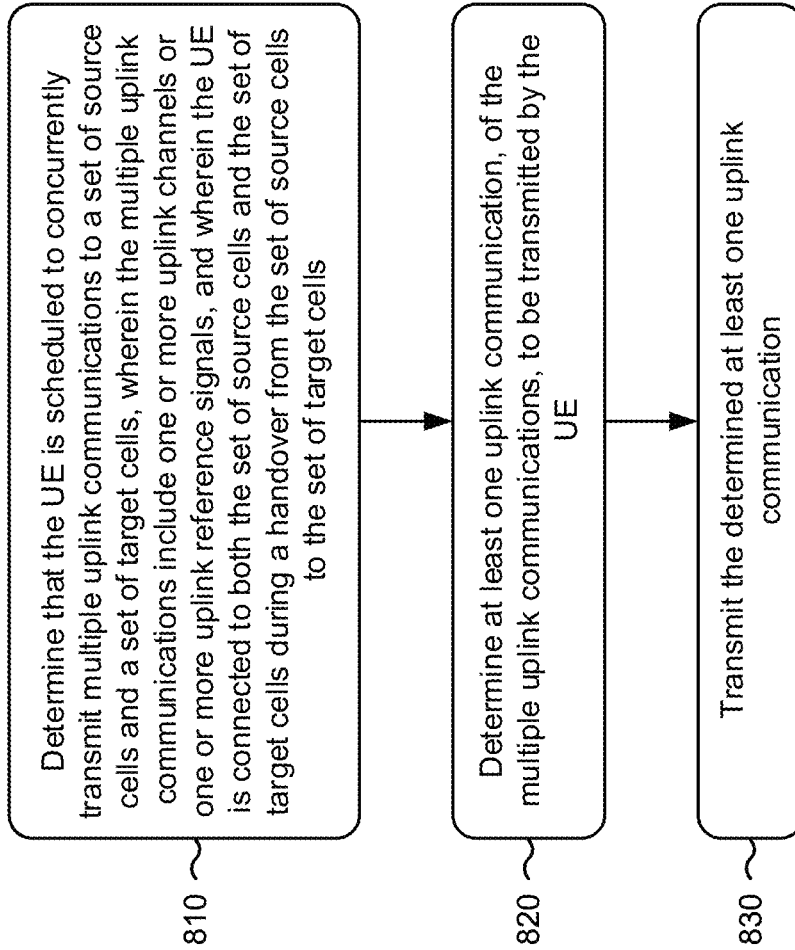 810
Determine that the UE is scheduled to concurrently
transmit multiple uplink communications to a set of source
cells and a set of target cells, wherein the multiple uplink
communications include one or more uplink channels or
one or more uplink reference signals, and wherein the UE
is connected to both the set of source cells and the set of
target cells during a handover from the set of source cells
to the set of target cells
820
Determine at least one uplink communication, of the
multiple uplink communications, to be transmitted by the
UE
830
Transmit the determined at least one uplink
communication